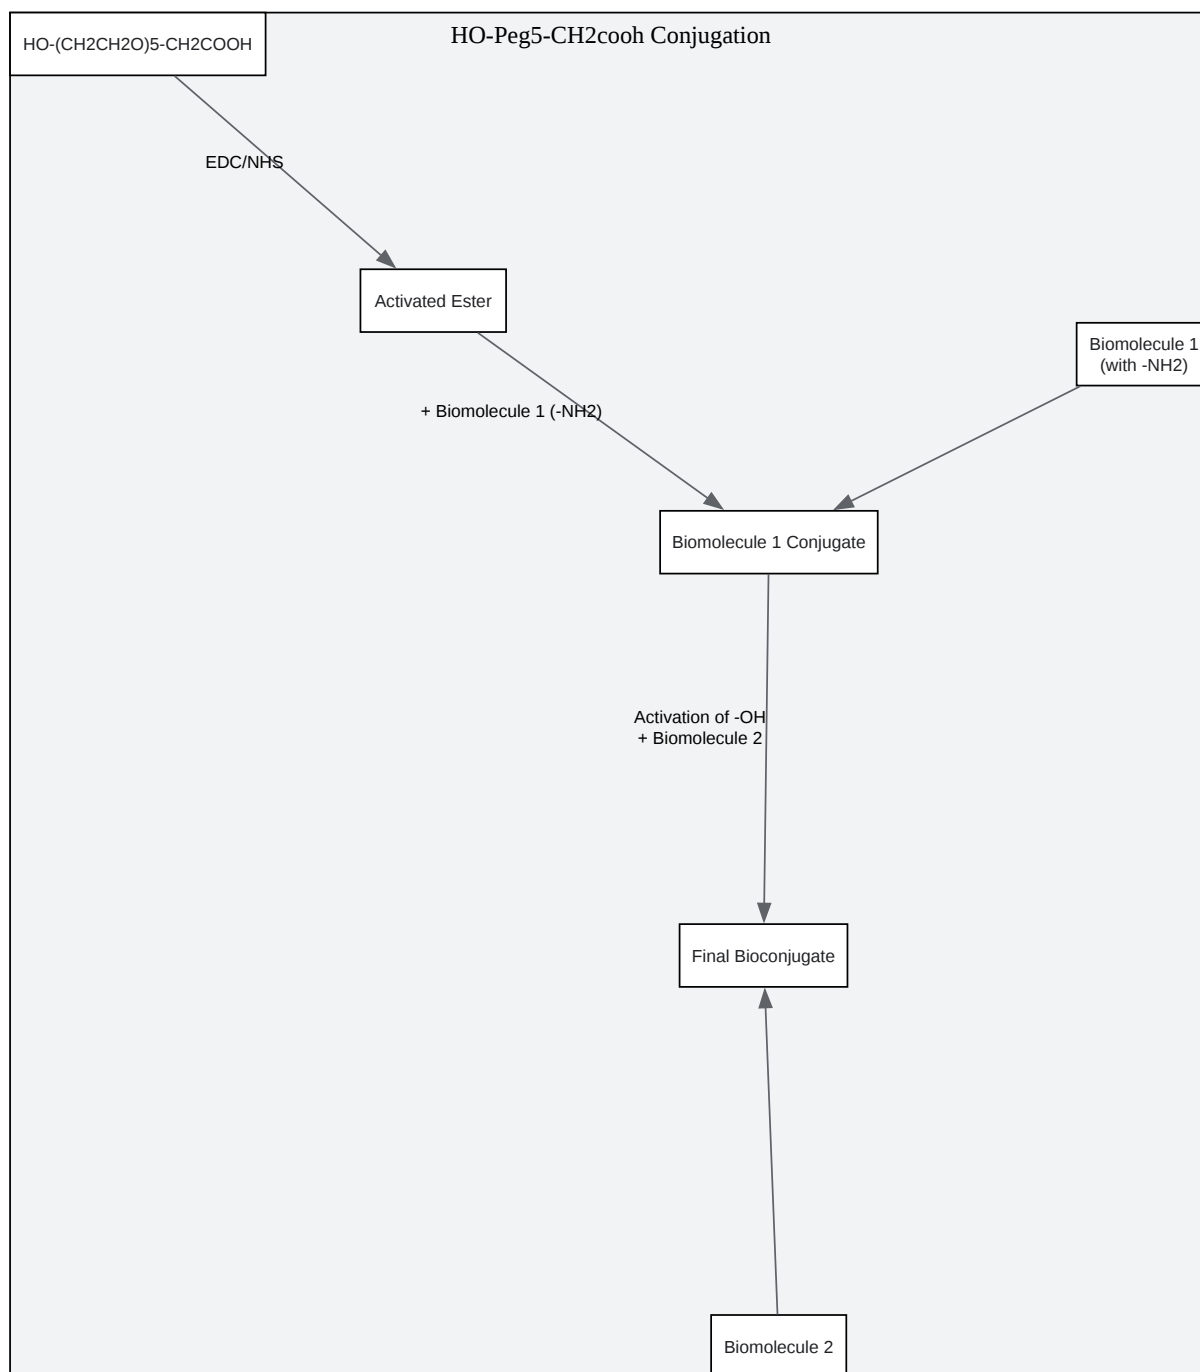 HO-(CH2CH2O)5-CH2COOH
HO-Peg5-CH2cooh Conjugation
EDC/NHS
Activated Ester
Biomolecule 1
(with -NH2)
+ Biomolecule 1 (-NH2)
Biomolecule 1 Conjugate
Activation of -OH
+ Biomolecule 2
Final Bioconjugate
Biomolecule 2